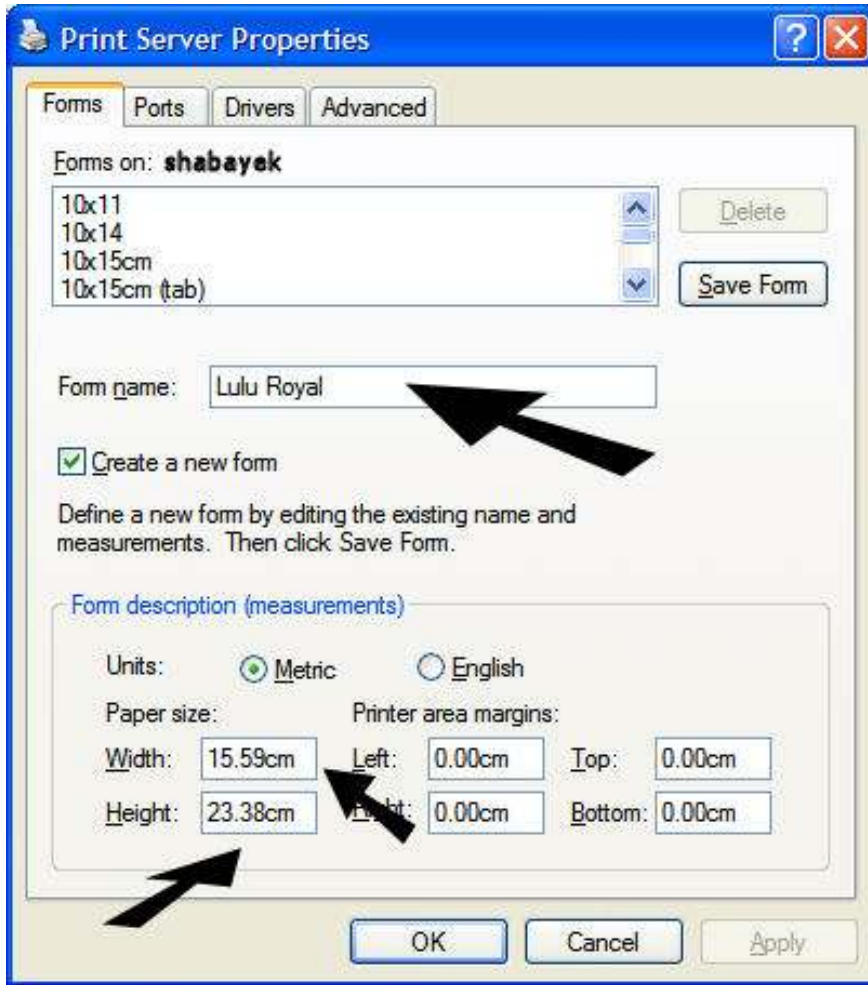 Print Server Properties
Forms Ports Drivers Advanced
Forms on: shabayek
10x11
10x14
10x15cm
10x15cm (tab)
Delete
Save Form
Form name: Lulu Royal
Create a new form
Define a new form by editing the existing name and
measurements. Then click Save Form.
Form description (measurements)
Units: Metric English
Paper size: Printer area margins:
Width: 15.59cm Left: 0.00cm Top: 0.00cm
Height: 23.38cm Right: 0.00cm Bottom: 0.00cm
OK Cancel Apply